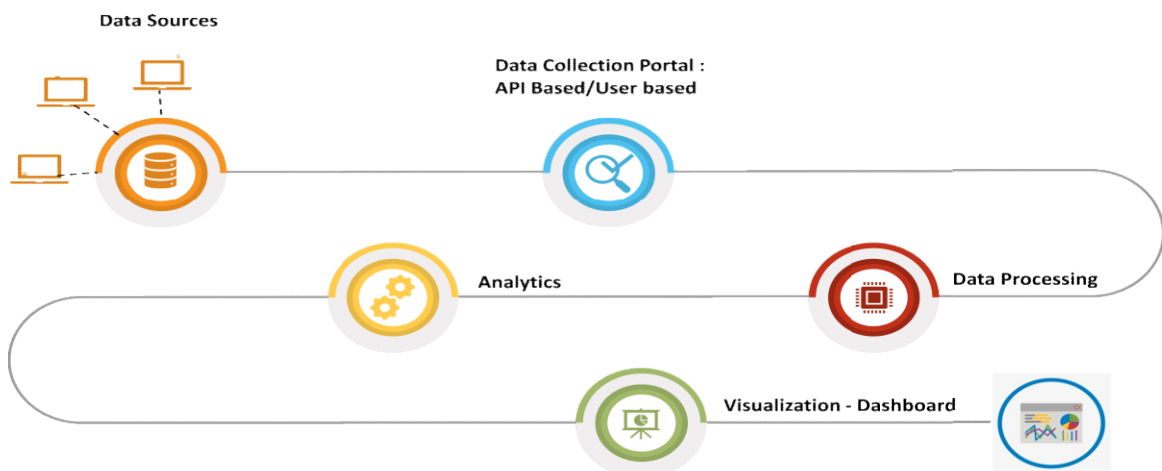 Data Sources
Data Collection Portal :
API Based/User based
Analytics
Data Processing
Visualization - Dashboard